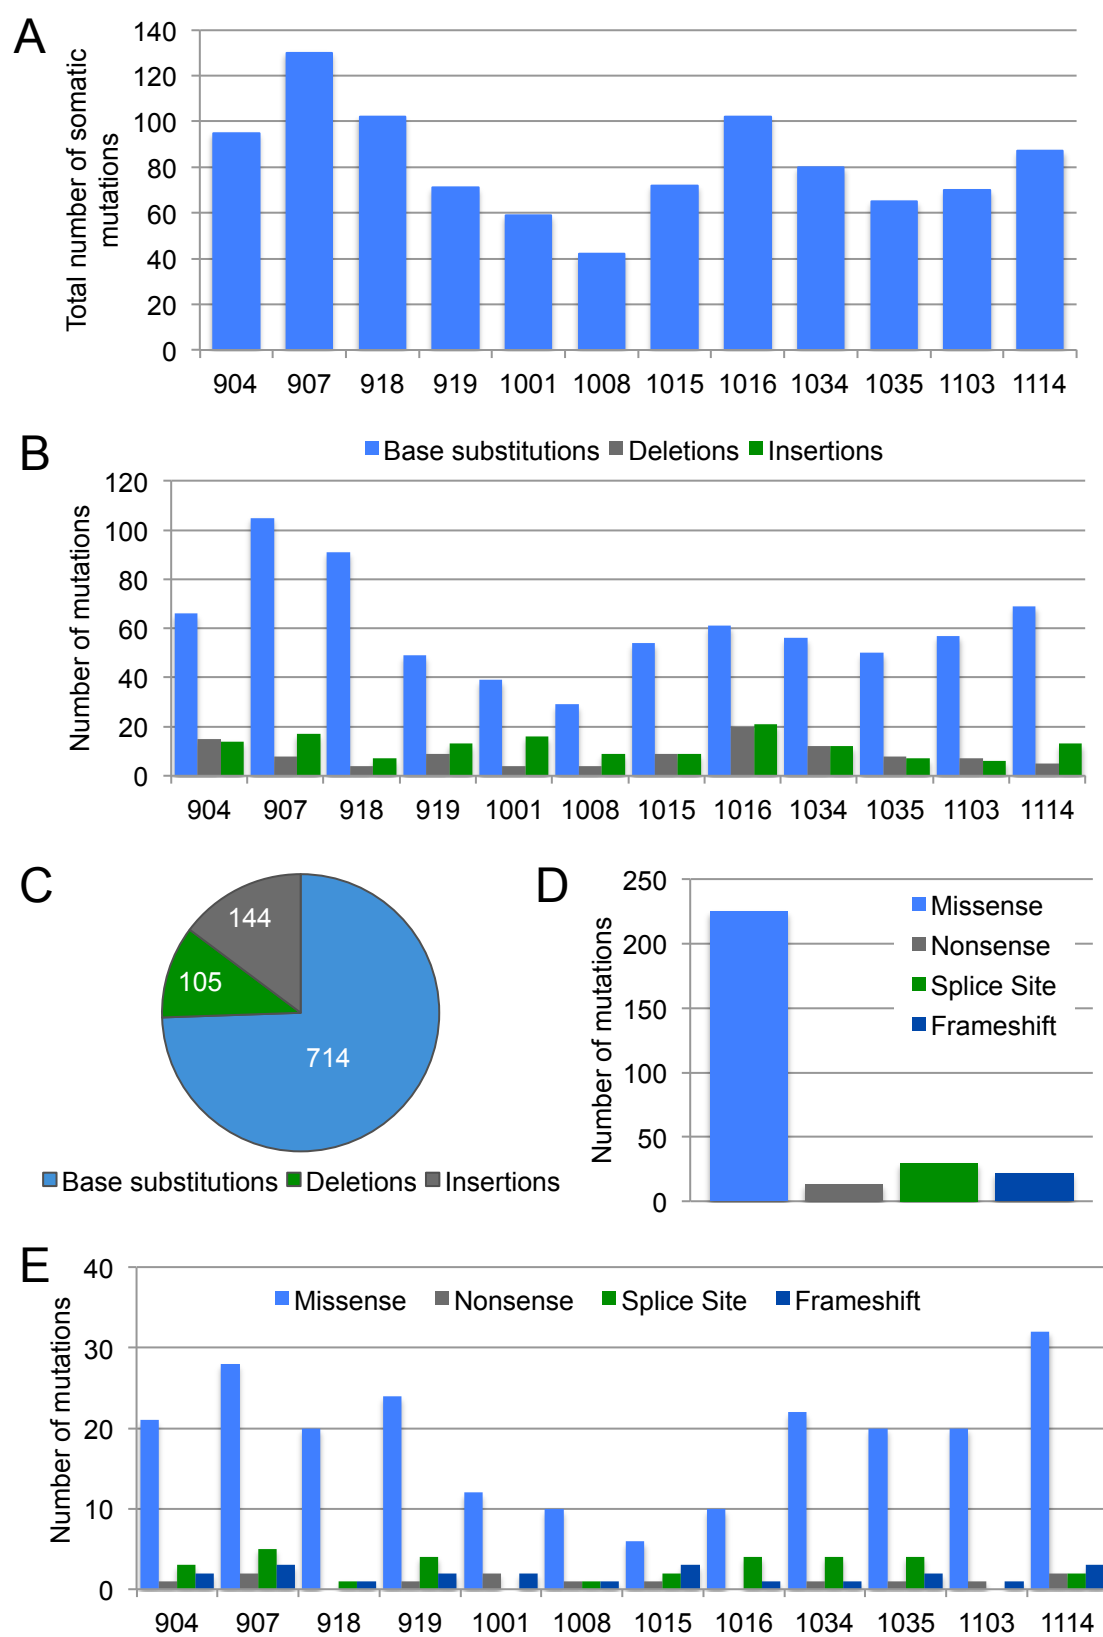 A
Total number of somatic
mutations
140
120
100
80
60
40
20
0
904 907 918 919 1001 1008 1015 1016 1034 1035 1103 1114
B
Base substitutions Deletions Insertions
Number of mutations
120
100
80
60
40
20
0
904 907 918 919 1001 1008 1015 1016 1034 1035 1103 1114
C
144
105
714
Base substitutions Deletions Insertions
D
Number of mutations
250
200
150
100
50
0
Missense
Nonsense
Splice Site
Frameshift
E
Number of mutations
40
30
20
10
0
Missense Nonsense Splice Site Frameshift
904 907 918 919 1001 1008 1015 1016 1034 1035 1103 1114